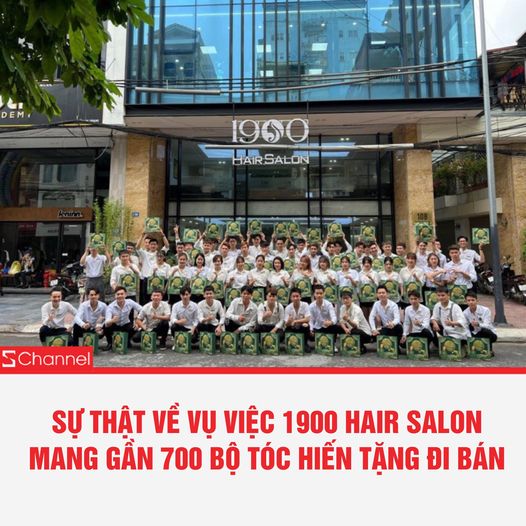 1900
HAIR SALON
108
Channel
SỰ THẬT VỀ VỤ VIỆC 1900 HAIR SALON
MANG GẦN 700 BỘ TÓC HIẾN TẶNG ĐI BÁN